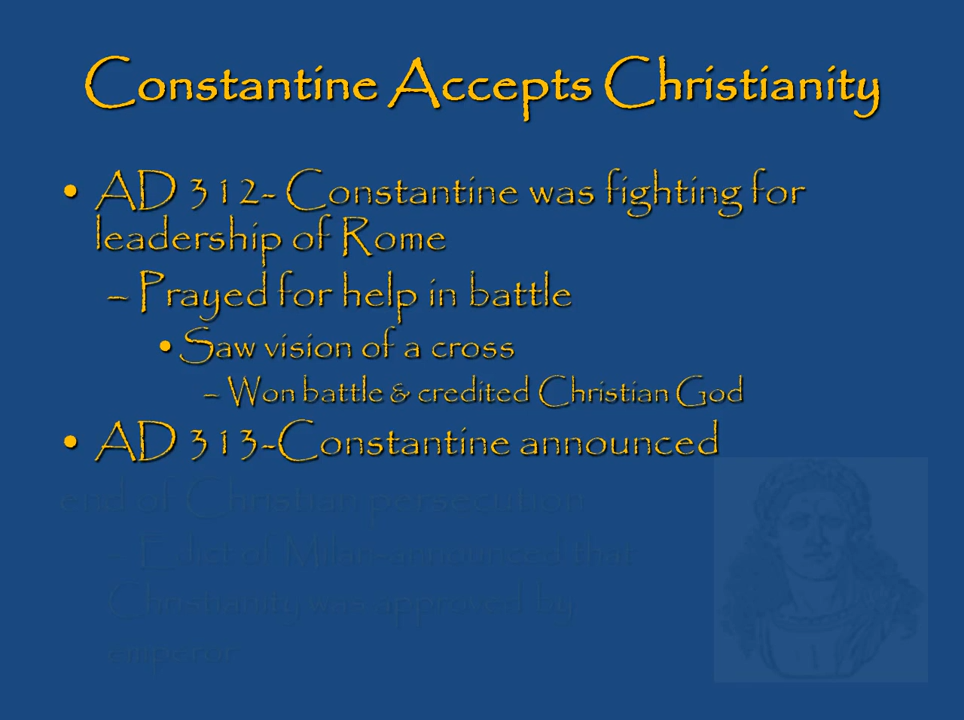 Constantine Accepts Christianity
• AD 312- Constantine was fighting for
leadership of Rome
– Prayed for help in battle
• Saw vision of a cross
– Won battle & credited Christian God
• AD 313-Constantine announced
end of Christian persecution
– Edict of Milan-announced that
Christianity was approved by
emperor